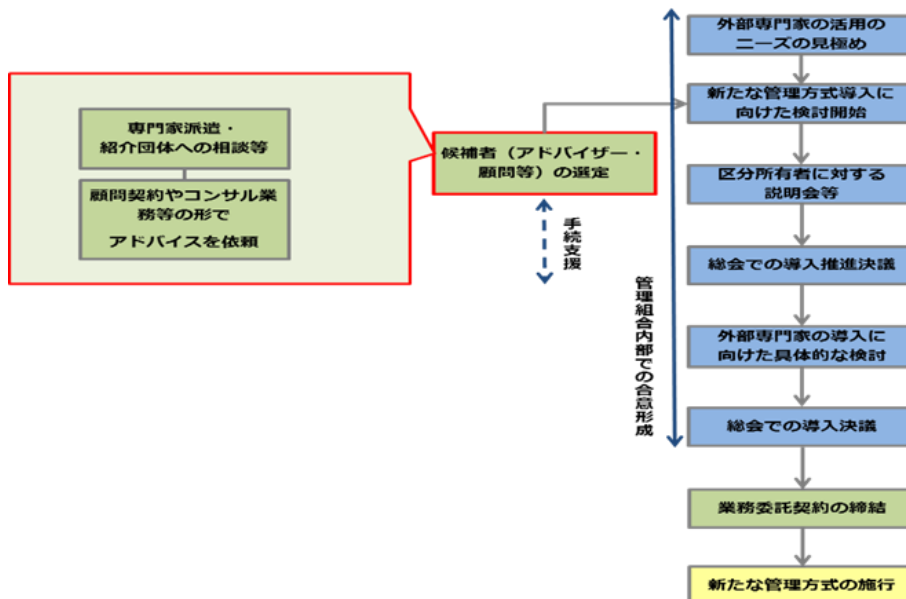 外部専門家の活用の
ニーズの見極め
新たな管理方式導入に
向けた検討開始
専門家派遣・
紹介団体への相談等
候補者（アドバイザー・
顧問等）の選定
区分所有者に対する
説明会等
顧問契約やコンサル業
務等の形で
アドバイスを依頼
手続支援
総会での導入推進決議
管理組合内部での合意形成
外部専門家の導入に
向けた具体的な検討
総会での導入決議
業務委託契約の締結
新たな管理方式の施行